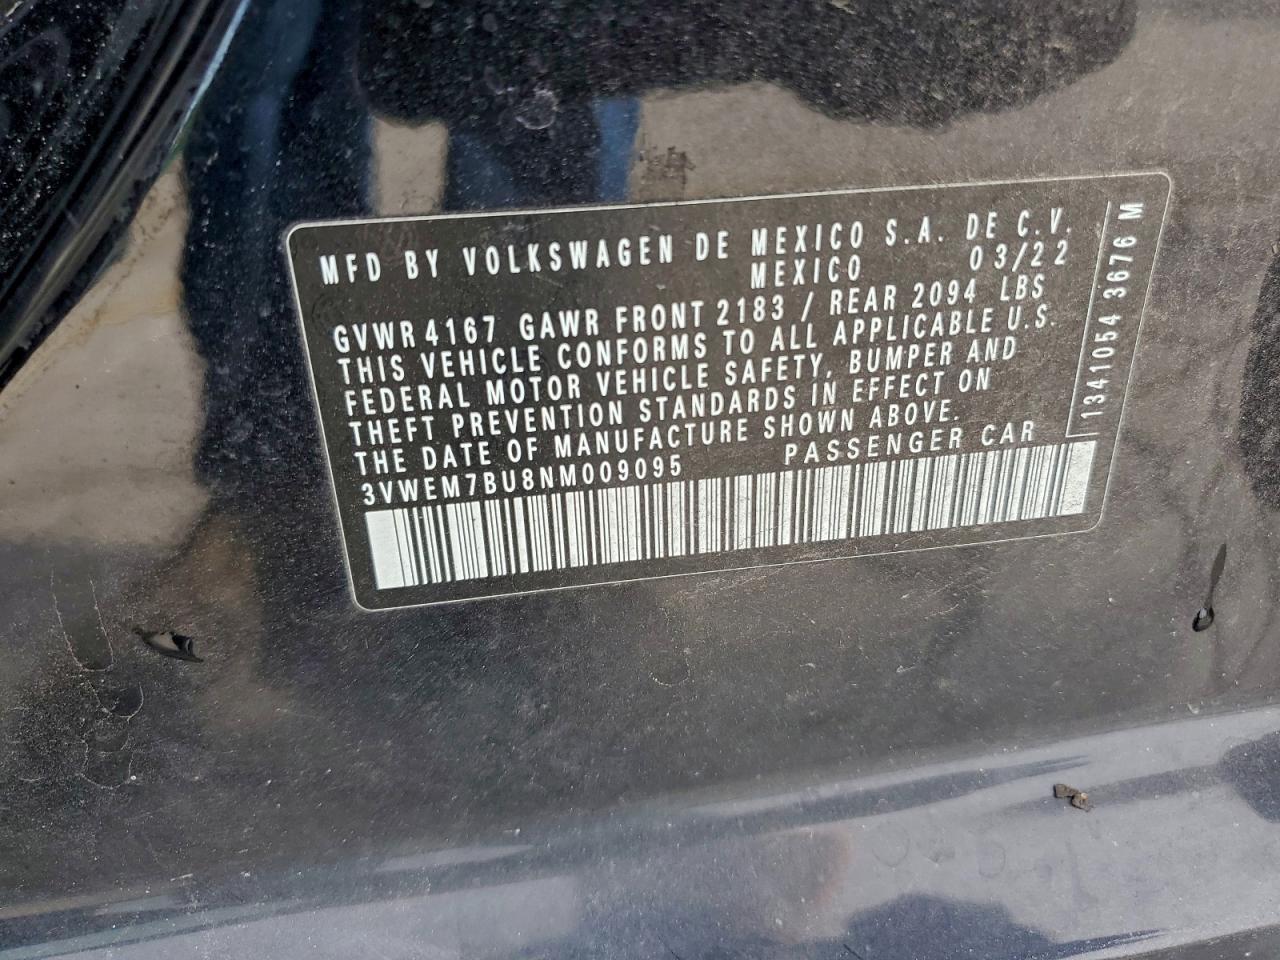 MFD BY VOLKSWAGEN DE MEXICO S.A. DE C.V.
MEXICO 03/22
GVWR 4167 GAWR FRONT 2183 / REAR 2094 LBS
THIS VEHICLE CONFORMS TO ALL APPLICABLE U.S.
FEDERAL MOTOR VEHICLE SAFETY, BUMPER AND
THEFT PREVENTION STANDARDS IN EFFECT ON
THE DATE OF MANUFACTURE SHOWN ABOVE.
3VWEM7BU8NM009095 PASSENGER CAR
1341054 3676 M